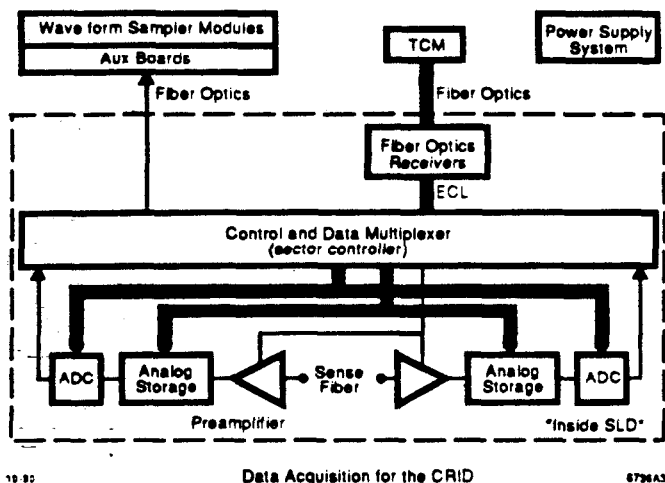 Wave form Sampler Modules
Aux Boards
TCM
Power Supply
System
Fiber Optics
Fiber Optics
Fiber Optics
Receivers
ECL
Control and Data Multiplexer
(sector controller)
ADC
Analog
Storage
Sense
Fiber
Analog
Storage
ADC
Preamplifier
"Inside SLD"
Data Acquisition for the CRID
6796A3